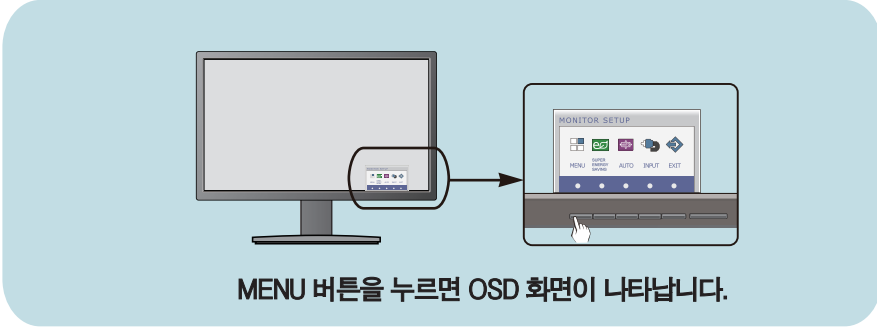 MONITOR SETUP
MENU
SUPER
ENERGY
SAVING
AUTO
INPUT
EXIT
MENU 버튼을 누르면 OSD 화면이 나타납니다.